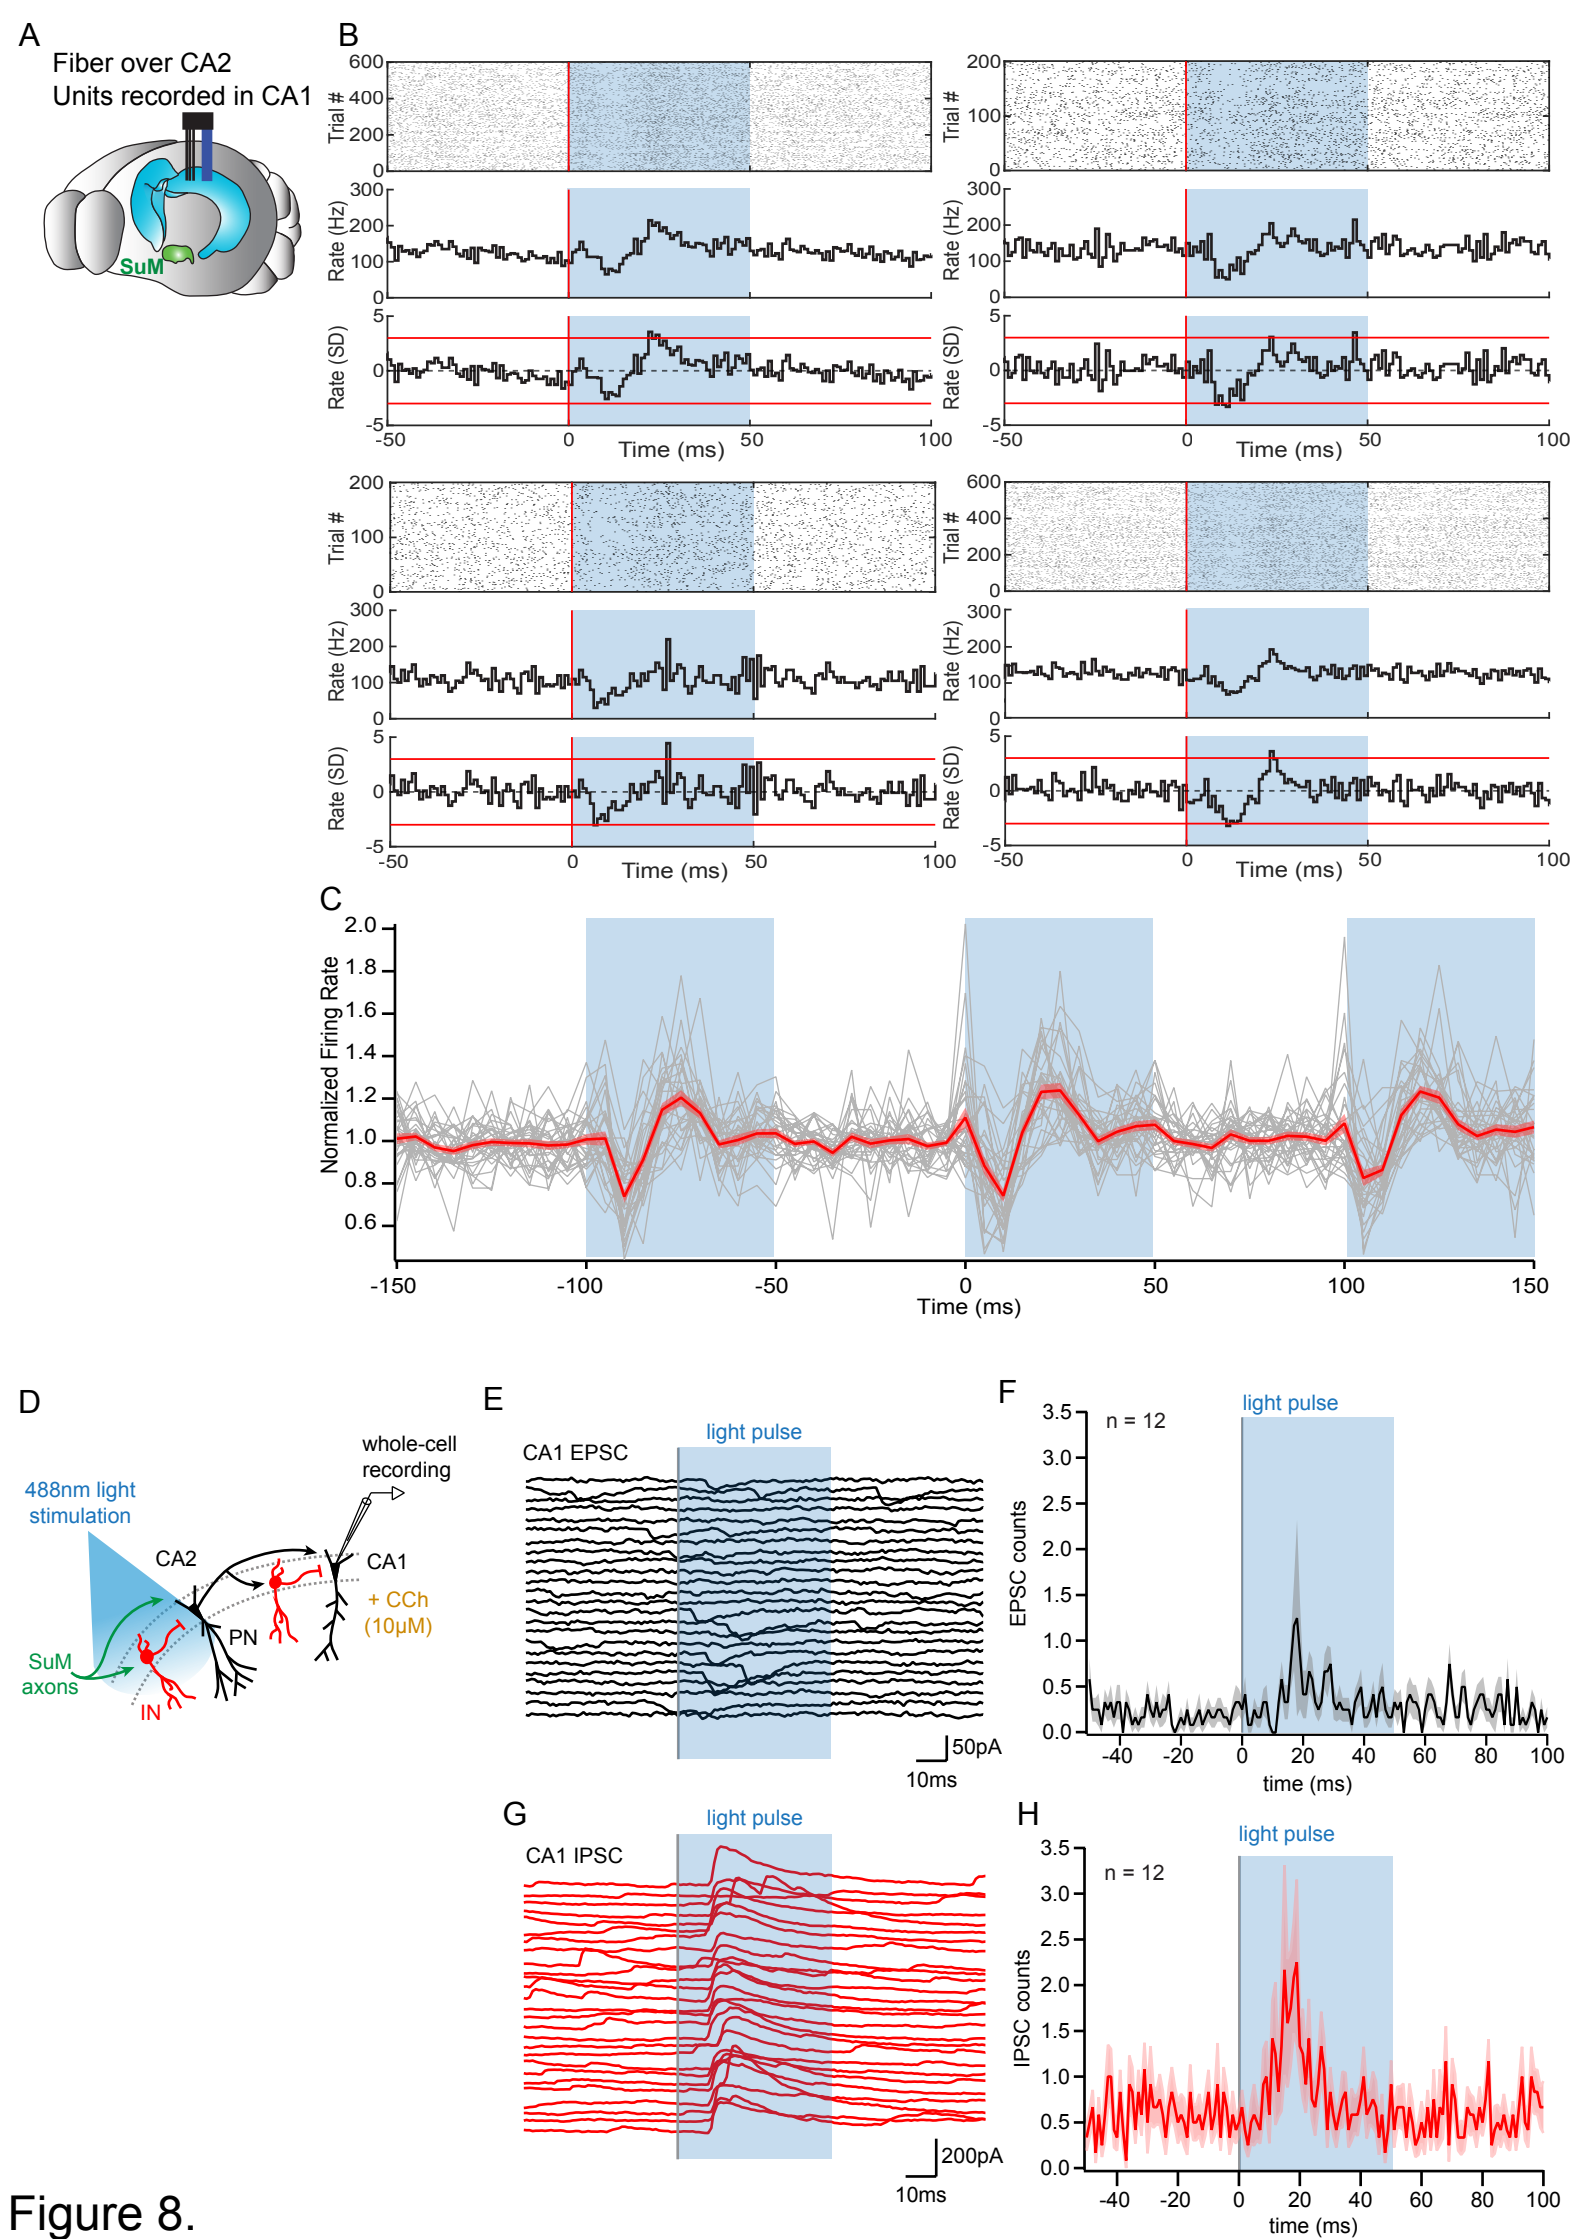 A
Fiber over CA2
Units recorded in CA1
SuM
B
Trial #
600
400
200
0
Rate (Hz)
300
200
100
0
Rate (SD)
5
0
-5
-50
0
50
100
Time (ms)
Trial #
200
100
0
Rate (Hz)
300
200
100
0
Rate (SD)
5
0
-5
-50
0
50
100
Time (ms)
Trial #
200
100
0
Rate (Hz)
300
200
100
0
Rate (SD)
5
0
-5
-50
0
50
100
Time (ms)
Trial #
600
400
200
0
Rate (Hz)
300
200
100
0
Rate (SD)
5
0
-5
-50
0
50
100
Time (ms)
C
Normalized Firing Rate
2.0
1.8
1.6
1.4
1.2
1.0
0.8
0.6
-150
-100
-50
0
50
100
150
Time (ms)
D
488nm light
stimulation
whole-cell
recording
CA2
CA1
+ CCh
(10µM)
PN
SuM
axons
IN
E
light pulse
CA1 EPSC
50pA
10ms
F
light pulse
n = 12
EPSC counts
3.5
3.0
2.5
2.0
1.5
1.0
0.5
0.0
-40
-20
0
20
40
60
80
100
time (ms)
G
light pulse
CA1 IPSC
200pA
10ms
H
light pulse
n = 12
IPSC counts
3.5
3.0
2.5
2.0
1.5
1.0
0.5
0.0
-40
-20
0
20
40
60
80
100
time (ms)
Figure 8.